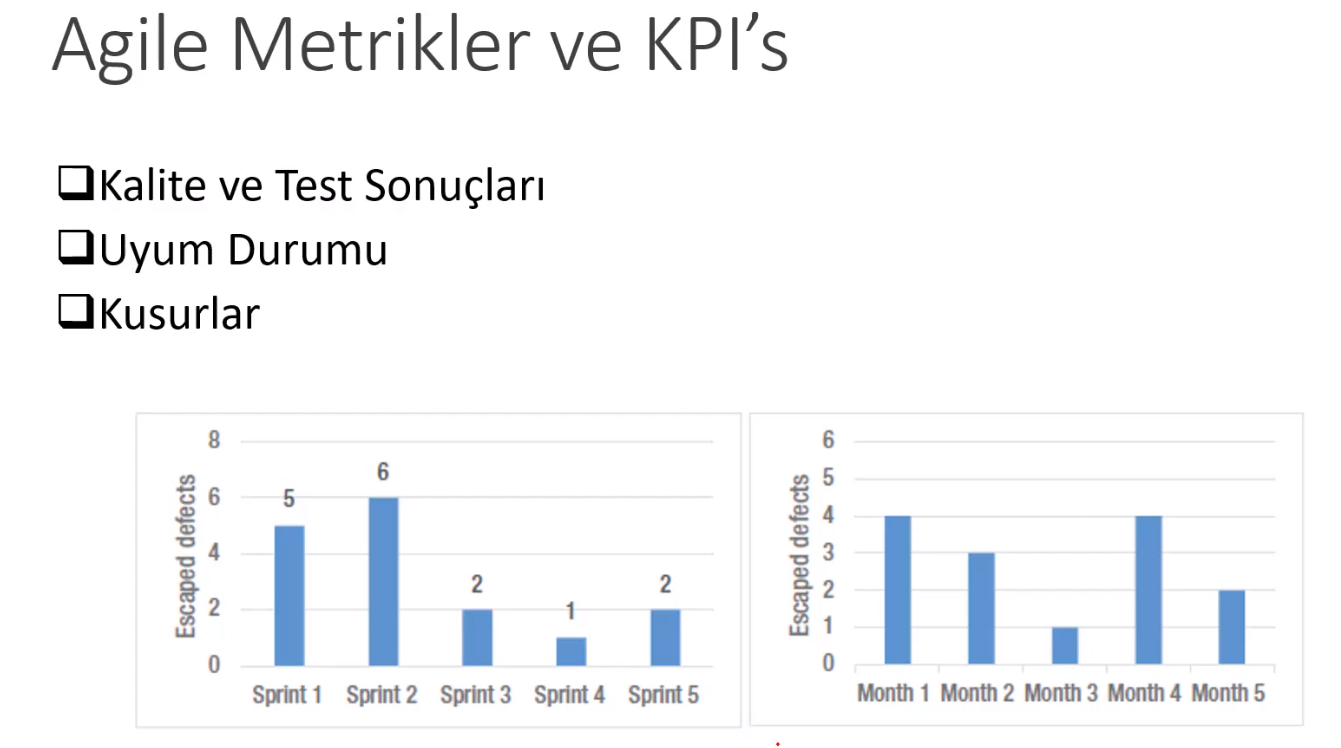 Agile Metrikler ve KPI’s
❑Kalite ve Test Sonuçları
❑Uyum Durumu
❑Kusurlar
Escaped defects
8
6
4
2
0
5
6
2
1
2
Sprint 1 Sprint 2 Sprint 3 Sprint 4 Sprint 5
Escaped defects
6
5
4
3
2
1
0
Month 1 Month 2 Month 3 Month 4 Month 5